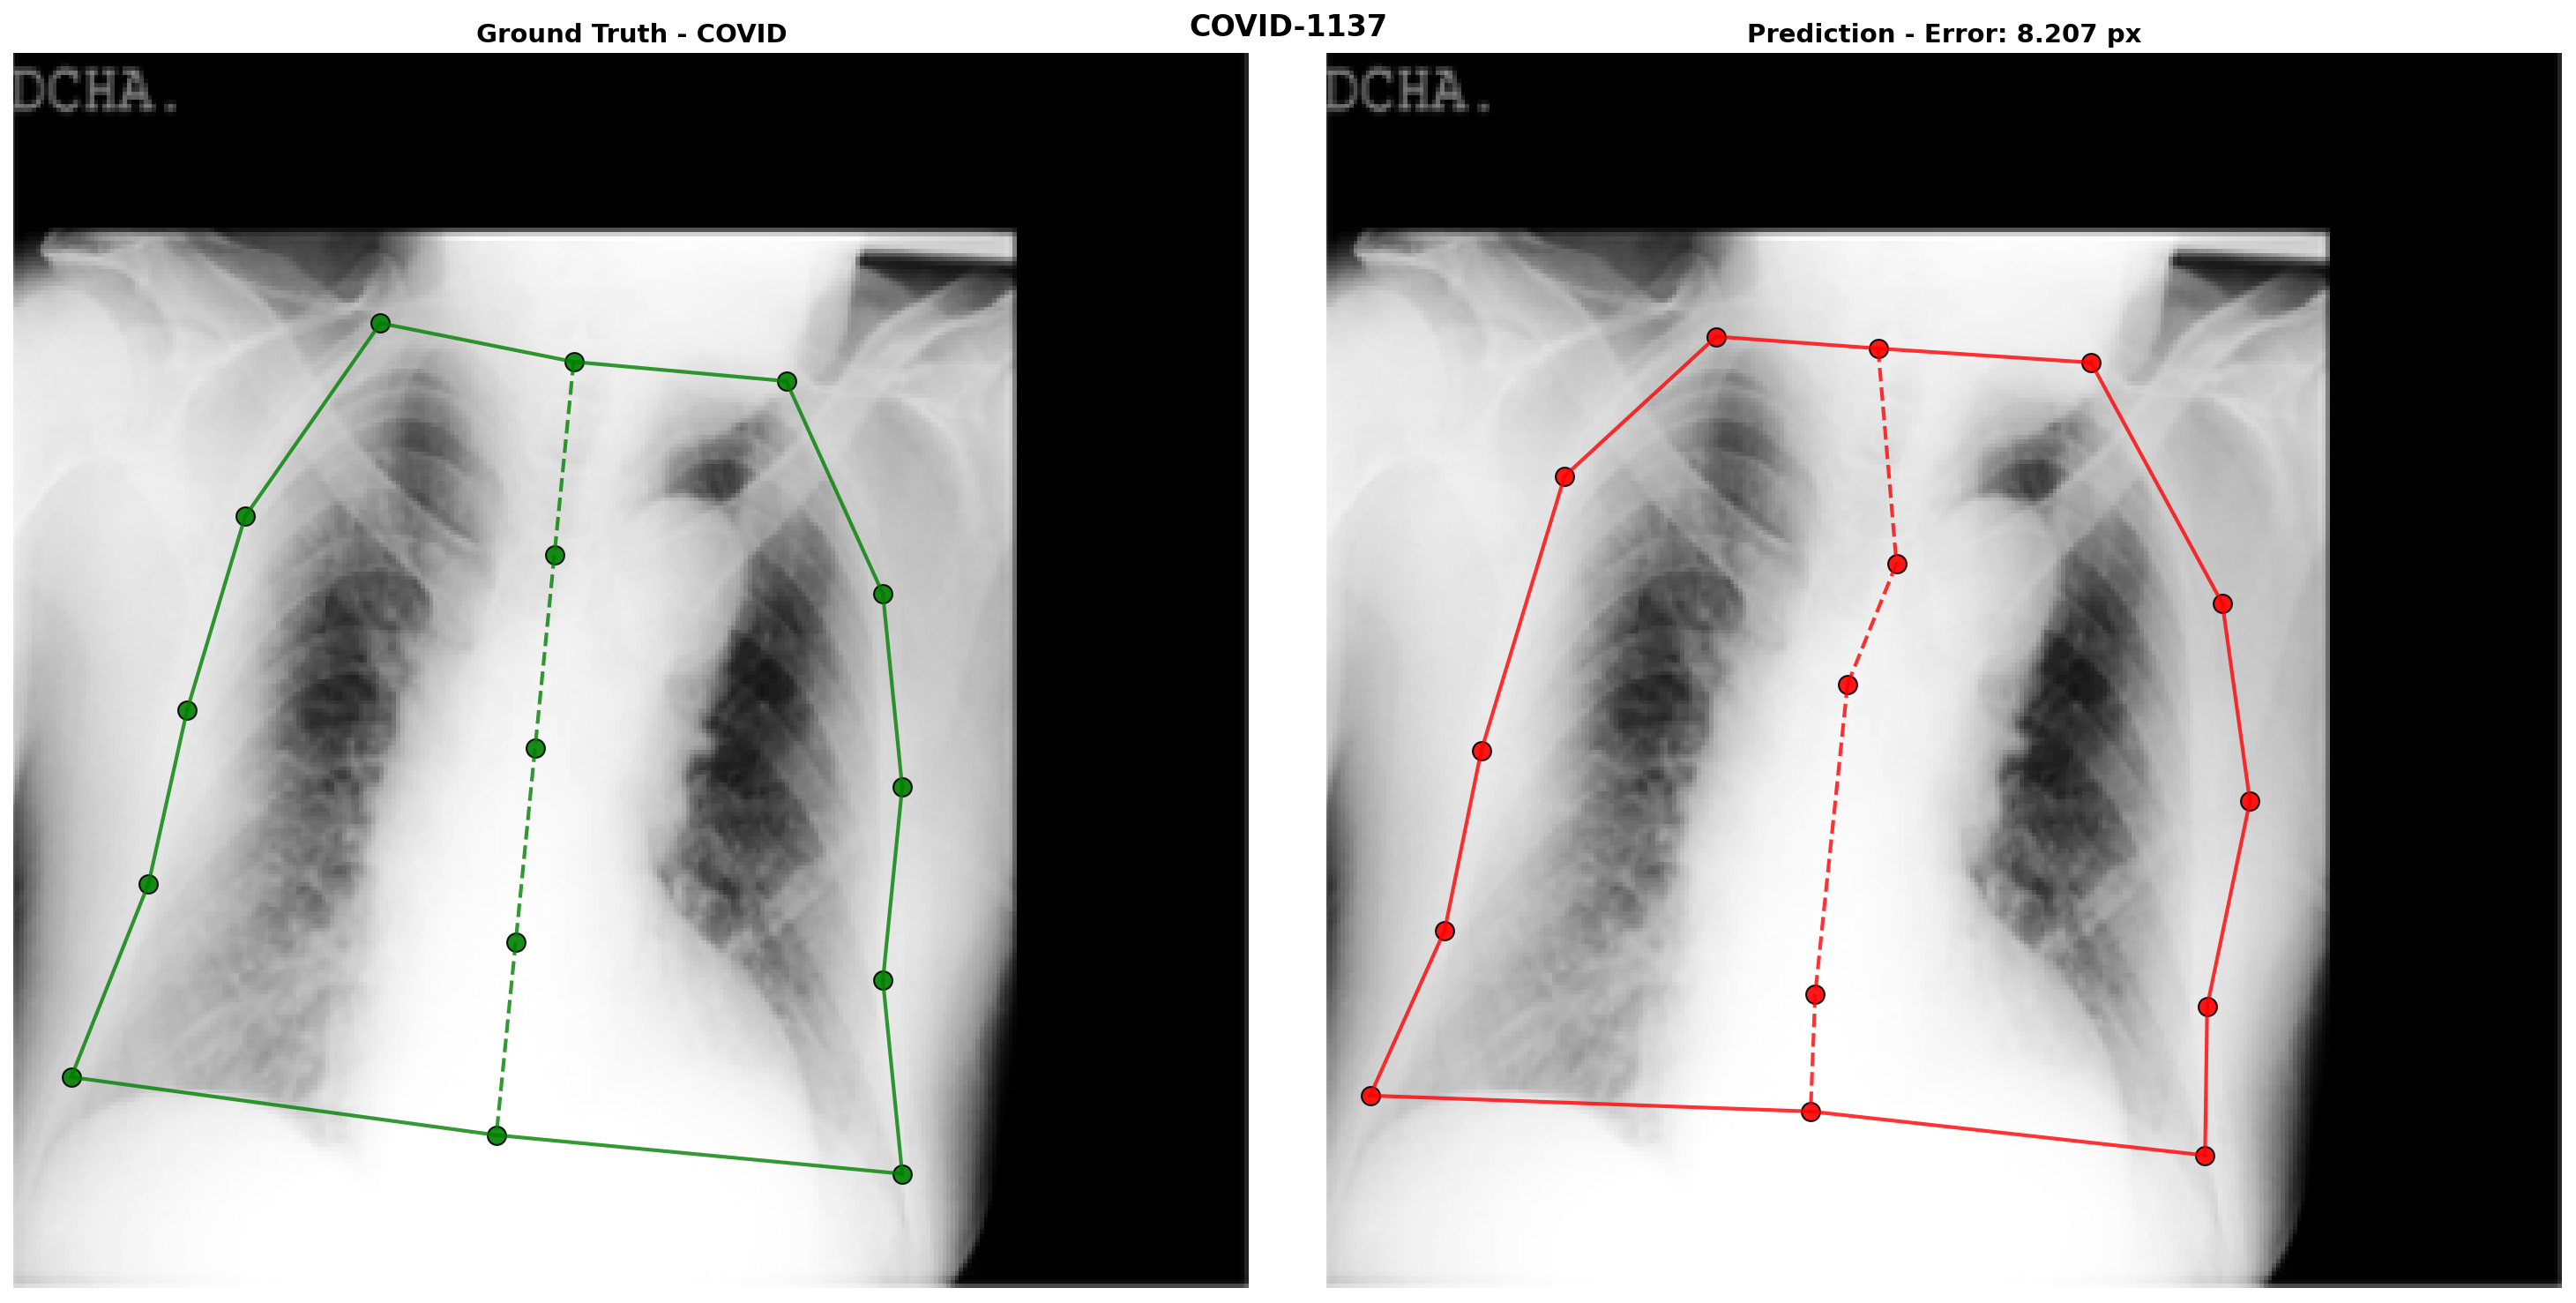 COVID-1137
Ground Truth - COVID
Prediction - Error: 8.207 px
DCHA.
DCHA.